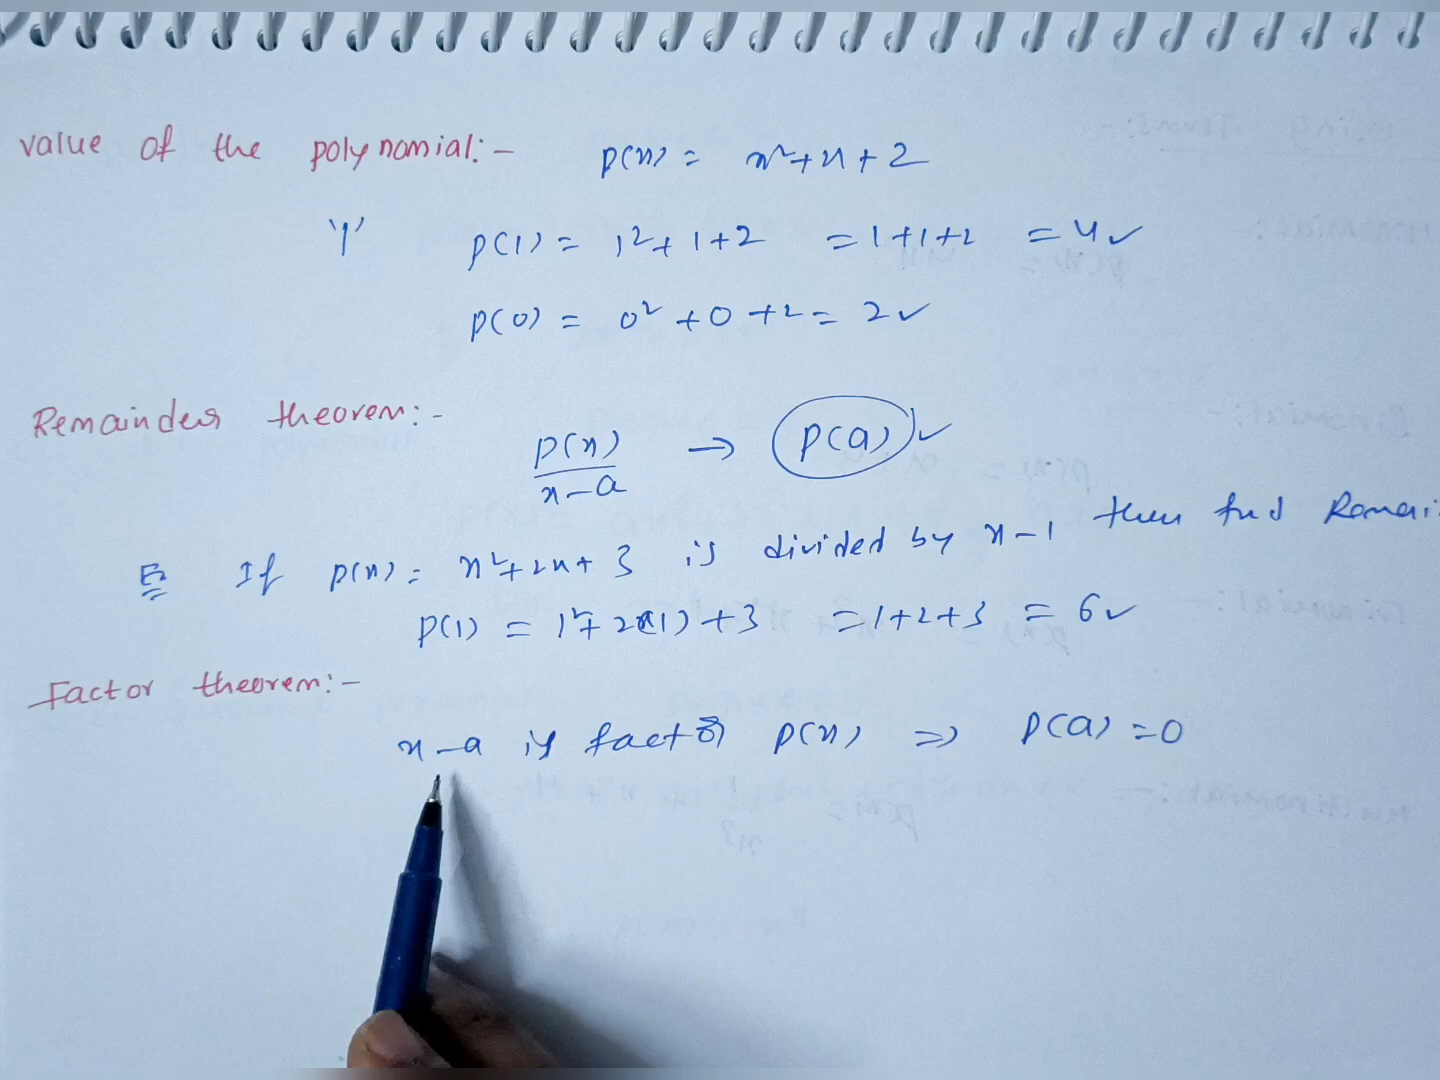 value of the polynomial:- p(x) = x²+x+2
'1' p(1) = 1²+1+2 = 1+1+2 = 4✓
p(0) = 0²+0+2 = 2✓
Remainder theorem:-
p(x)/x-a → p(a) ✓
If p(x) = x²+2x+3 is divided by x-1 then find Remai
p(1) = 1²+2(1)+3 = 1+2+3 = 6✓
Factor theorem:-
x-a is factor p(x) ⇒ p(a) = 0